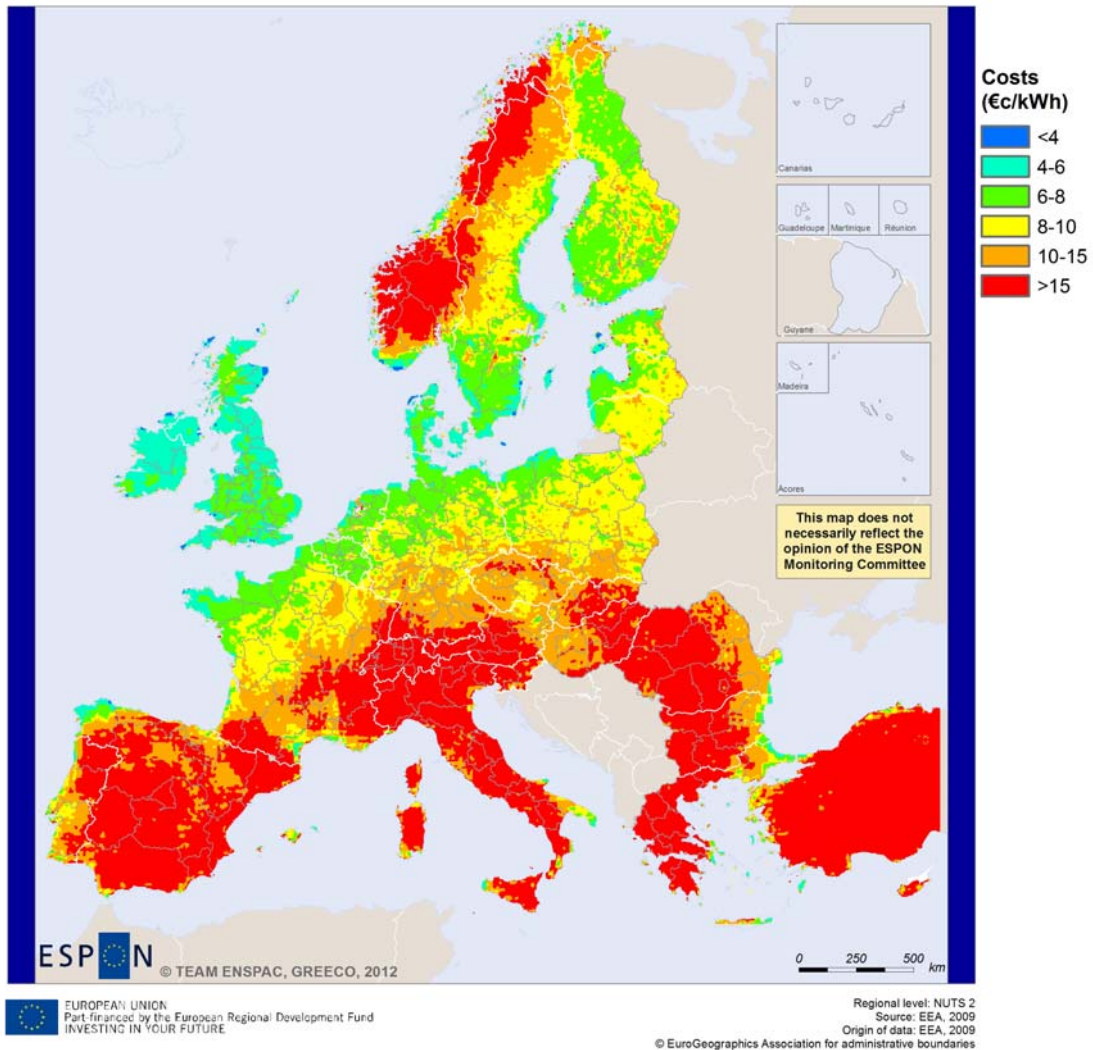 Costs
(€c/kWh)
<4
4-6
6-8
8-10
10-15
>15
Canarias
Guadeloupe
Martinique
Réunion
Guyane
Madeira
Acores
This map does not
necessarily reflect the
opinion of the ESPON
Monitoring Committee
ESPON
© TEAM ENSPAC, GREECO, 2012
0 250 500
km
EUROPEAN UNION
Part-financed by the European Regional Development Fund
INVESTING IN YOUR FUTURE
Regional level: NUTS 2
Source: EEA, 2009
Origin of data: EEA, 2009
© EuroGeographics Association for administrative boundaries